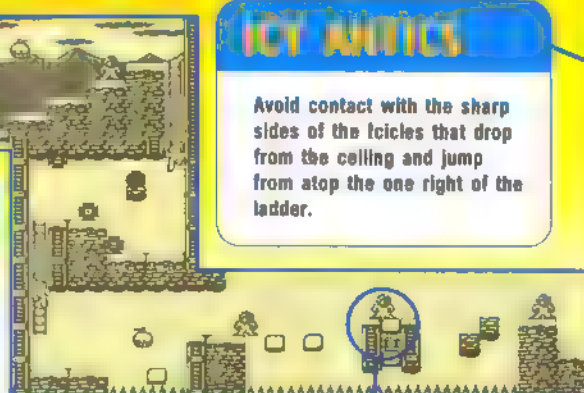 ICY ANTICS
Avoid contact with the sharp
sides of the icicles that drop
from the ceiling and jump
from atop the one right of the
ladder.